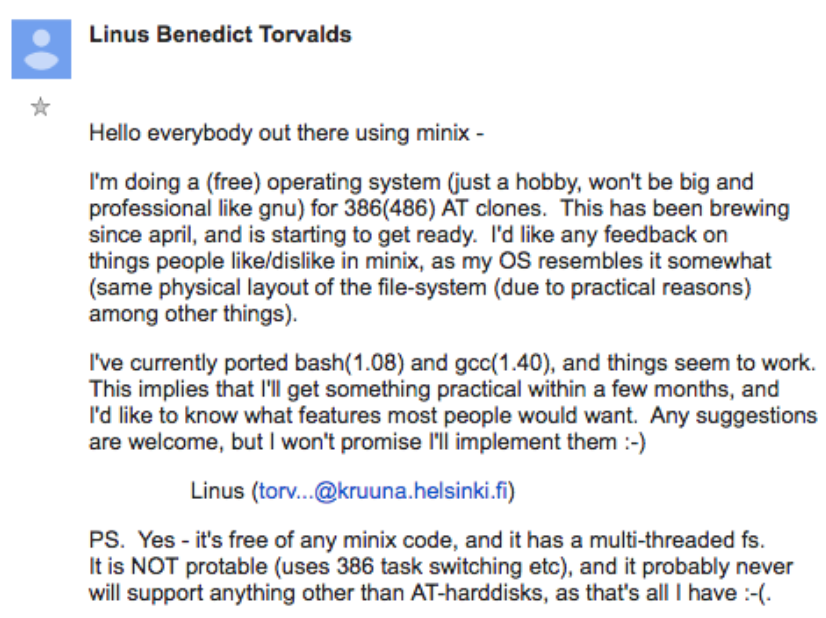 Linus Benedict Torvalds
Hello everybody out there using minix -
I'm doing a (free) operating system (just a hobby, won't be big and
professional like gnu) for 386(486) AT clones.  This has been brewing
since april, and is starting to get ready.  I'd like any feedback on
things people like/dislike in minix, as my OS resembles it somewhat
(same physical layout of the file-system (due to practical reasons)
among other things).
I've currently ported bash(1.08) and gcc(1.40), and things seem to work.
This implies that I'll get something practical within a few months, and
I'd like to know what features most people would want.  Any suggestions
are welcome, but I won't promise I'll implement them :-)
Linus (torv...@kruuna.helsinki.fi)
PS.  Yes - it's free of any minix code, and it has a multi-threaded fs.
It is NOT protable (uses 386 task switching etc), and it probably never
will support anything other than AT-harddisks, as that's all I have :-(.